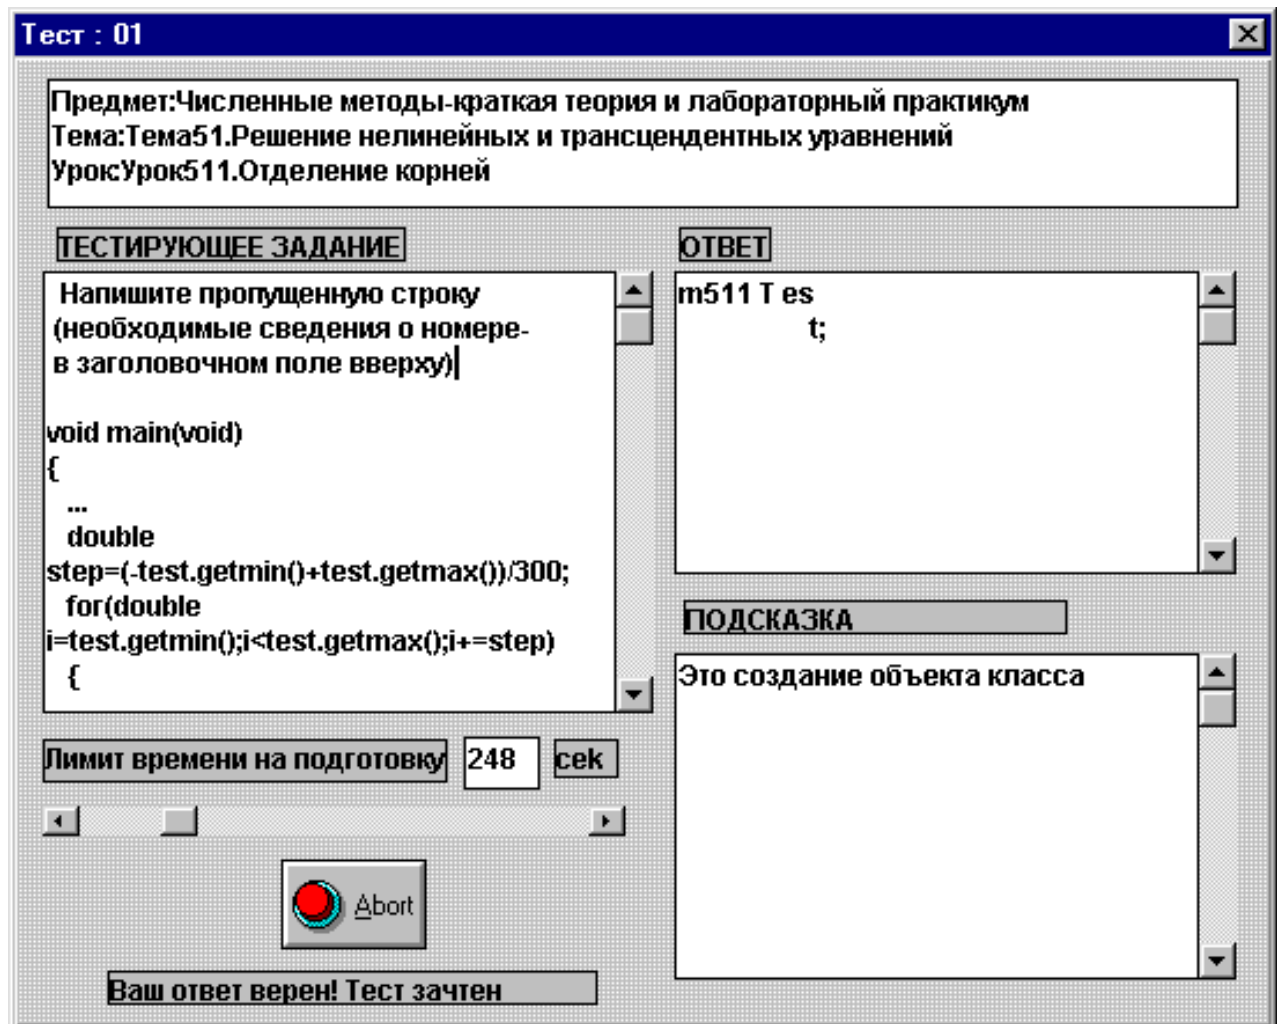 Тест : 01
Предмет:Численные методы-краткая теория и лабораторный практикум
Тема:Тема51.Решение нелинейных и трансцендентных уравнений
Урок:Урок511.Отделение корней
ТЕСТИРУЮЩЕЕ ЗАДАНИЕ
Напишите пропущенную строку
(необходимые сведения о номере-
в заголовочном поле вверху)
void main(void)
{
...
double
step=(-test.getmin()+test.getmax())/300;
for(double
i=test.getmin();i<test.getmax();i+=step)
{
ОТВЕТ
m511 T es
t;
ПОДСКАЗКА
Это создание объекта класса
Лимит времени на подготовку 248 cek
Abort
Ваш ответ верен! Тест зачтен